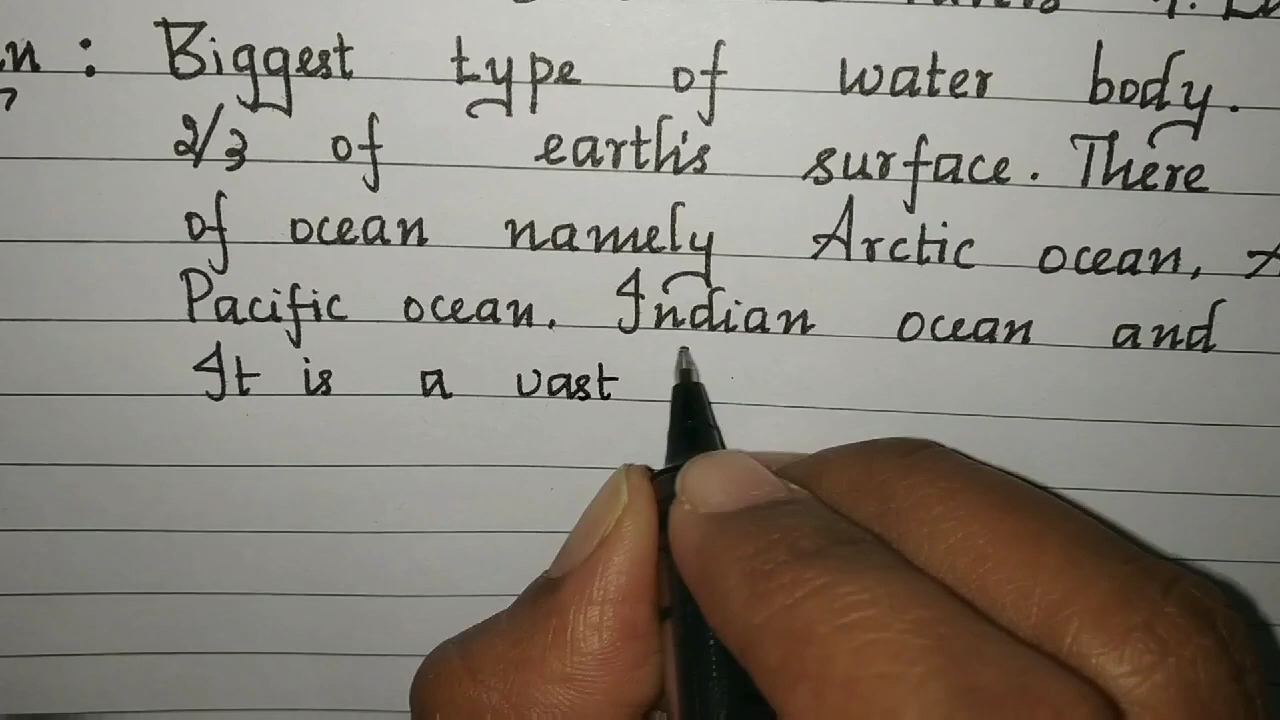 n : Biggest type of water body.
2/3 of earth's surface. There
of ocean namely Arctic ocean,
Pacific ocean. Indian ocean and
It is a vast